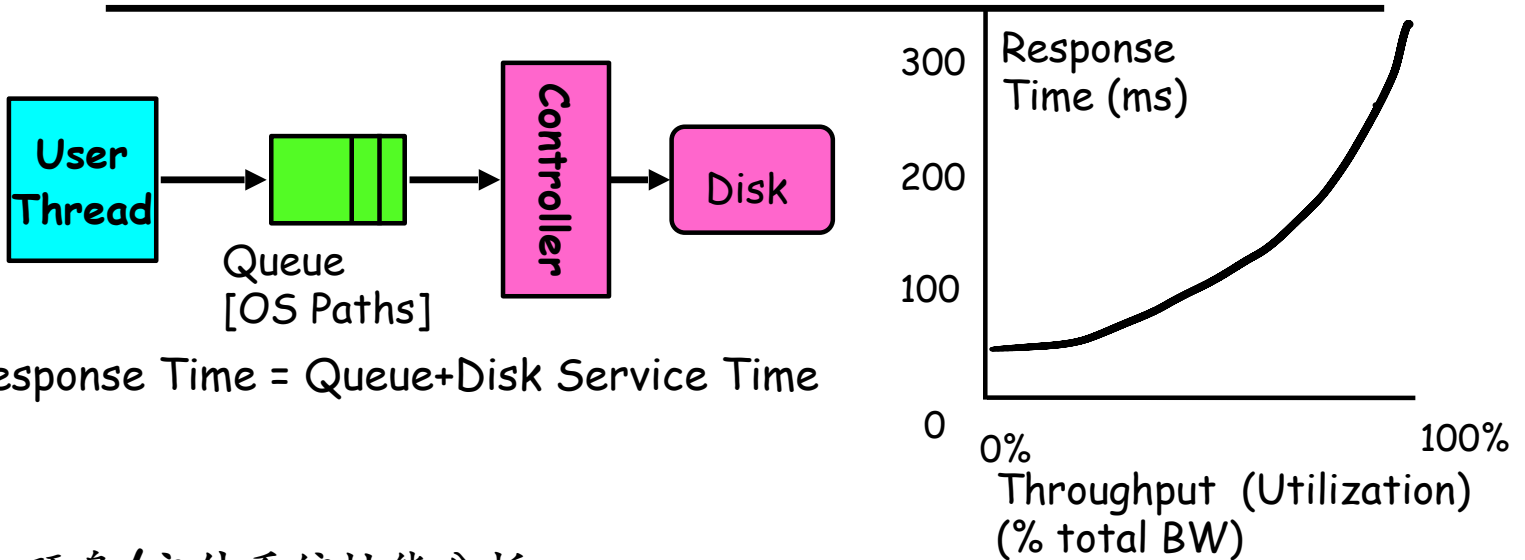 User
Thread
Queue
[OS Paths]
Controller
Disk
esponse Time = Queue+Disk Service Time
300
200
100
0
Response
Time (ms)
0%
100%
Throughput (Utilization)
(% total BW)